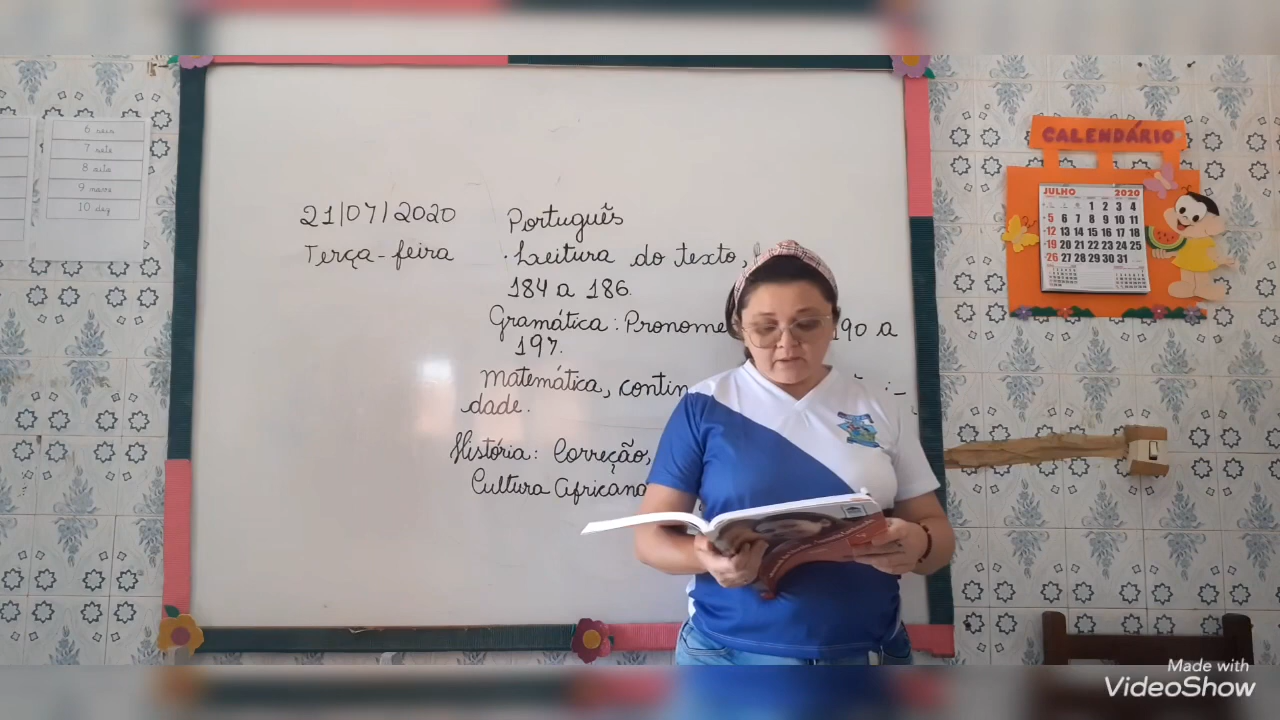 6 seis
7 sete
8 oito
9 nove
10 dez
21/07/2020
Terça-feira
Português
• Leitura do texto,
184 a 186.
Gramática: Pronome 190 a
197.
Matemática, contin
dade.
História: Correção,
Cultura Africana
CALENDÁRIO
JULHO 2020
1 2 3 4
5 6 7 8 9 10 11
12 13 14 15 16 17 18
19 20 21 22 23 24 25
26 27 28 29 30 31
Made with
VideoShow